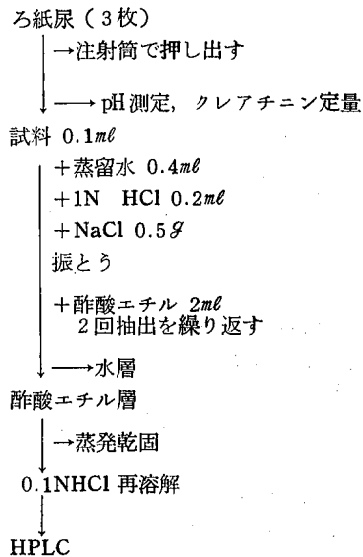 ろ紙尿（3枚）
→注射筒で押し出す
→pH測定，クレアチニン定量
試料 0.1ml
＋蒸留水 0.4ml
＋1N HCl 0.2ml
＋NaCl 0.5g
振とう
＋酢酸エチル 2ml
2回抽出を繰り返す
→水層
酢酸エチル層
→蒸発乾固
0.1NHCl 再溶解
HPLC